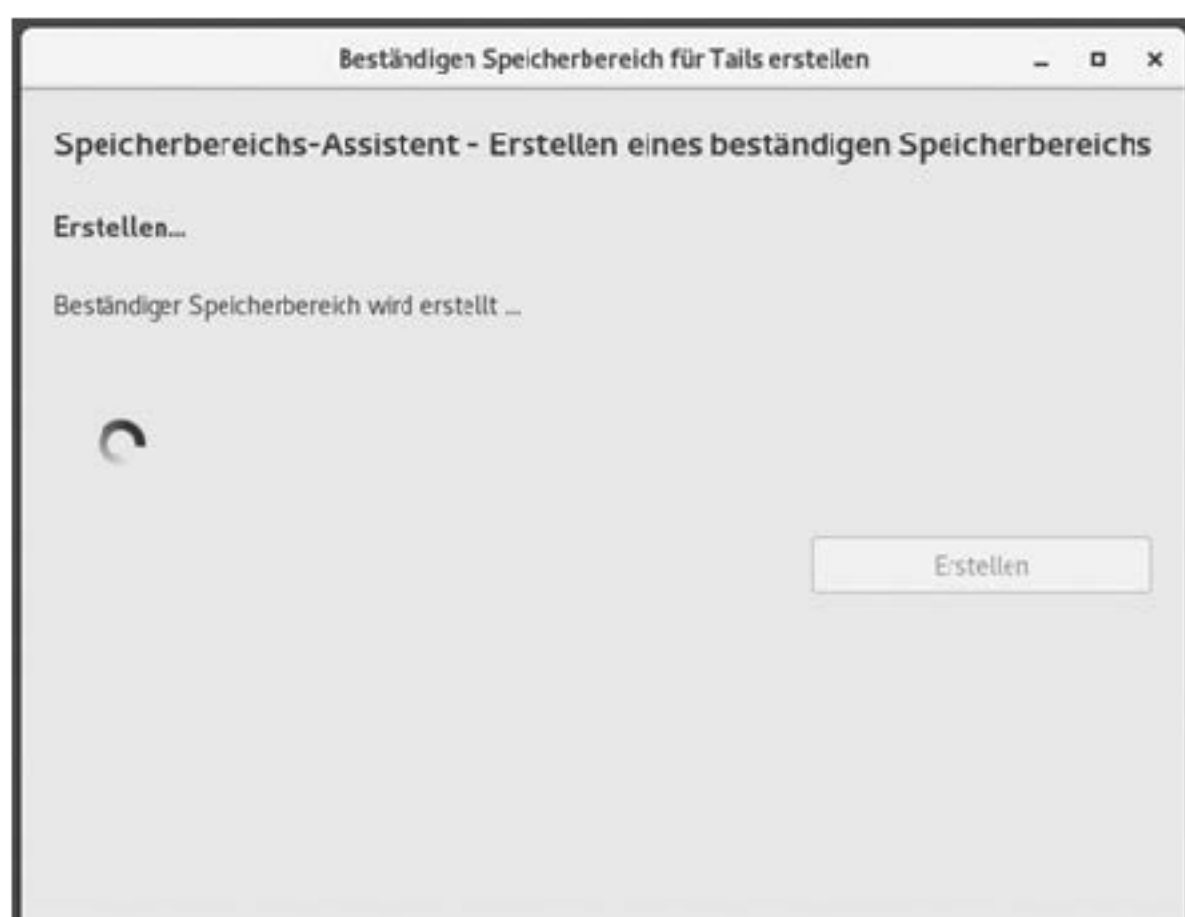 Beständigen Speicherbereich für Tails erstellen
Speicherbereichs-Assistent - Erstellen eines beständigen Speicherbereichs
Erstellen...
Beständiger Speicherbereich wird erstellt ...
Erstellen